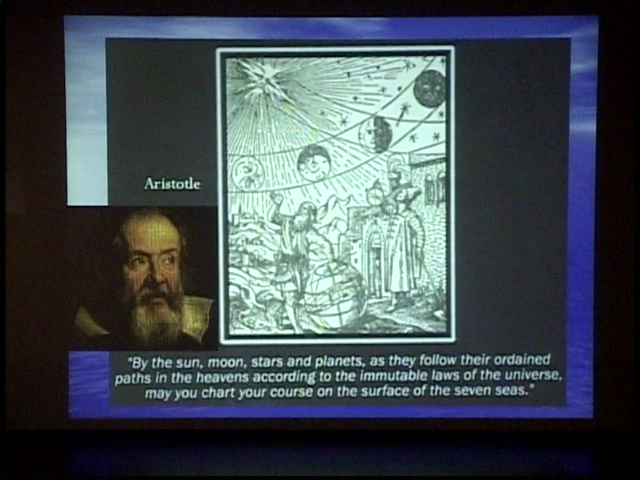 Aristotle
"By the sun, moon, stars and planets, as they follow their ordained
paths in the heavens according to the immutable laws of the universe,
may you chart your course on the surface of the seven seas."